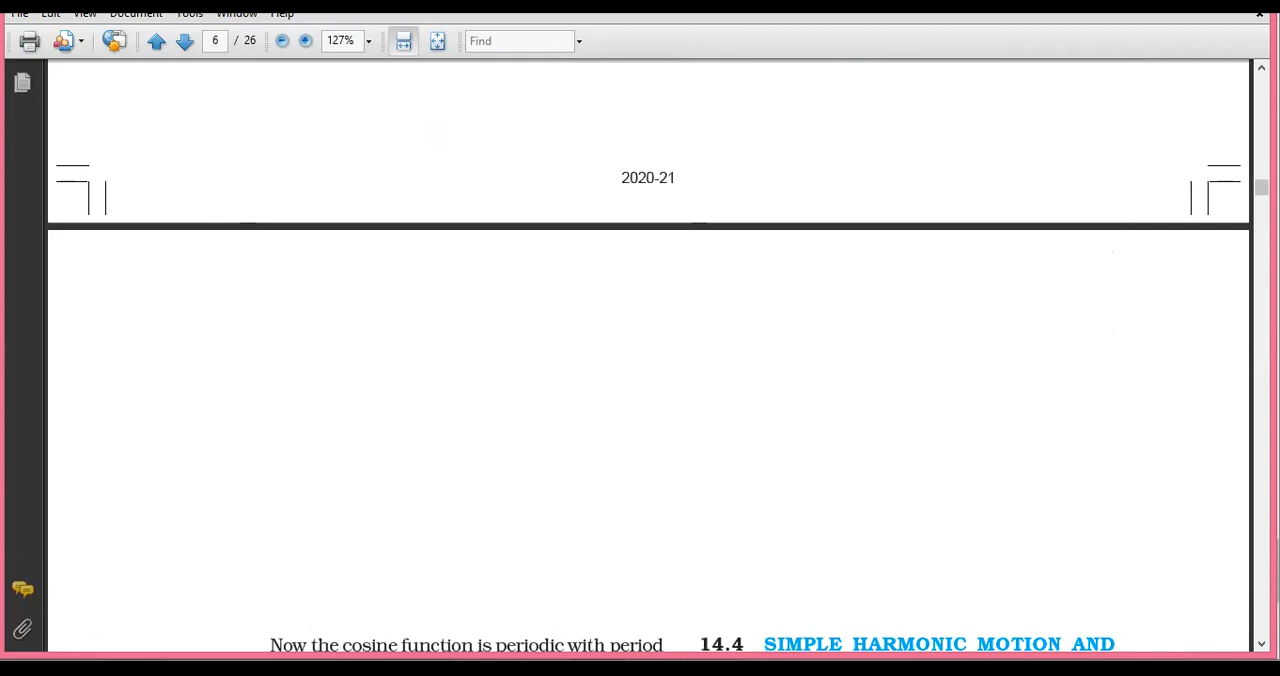 File Edit View Document Tools Window Help
6 / 26 127% Find
2020-21
Now the cosine function is periodic with period
14.4 SIMPLE HARMONIC MOTION AND